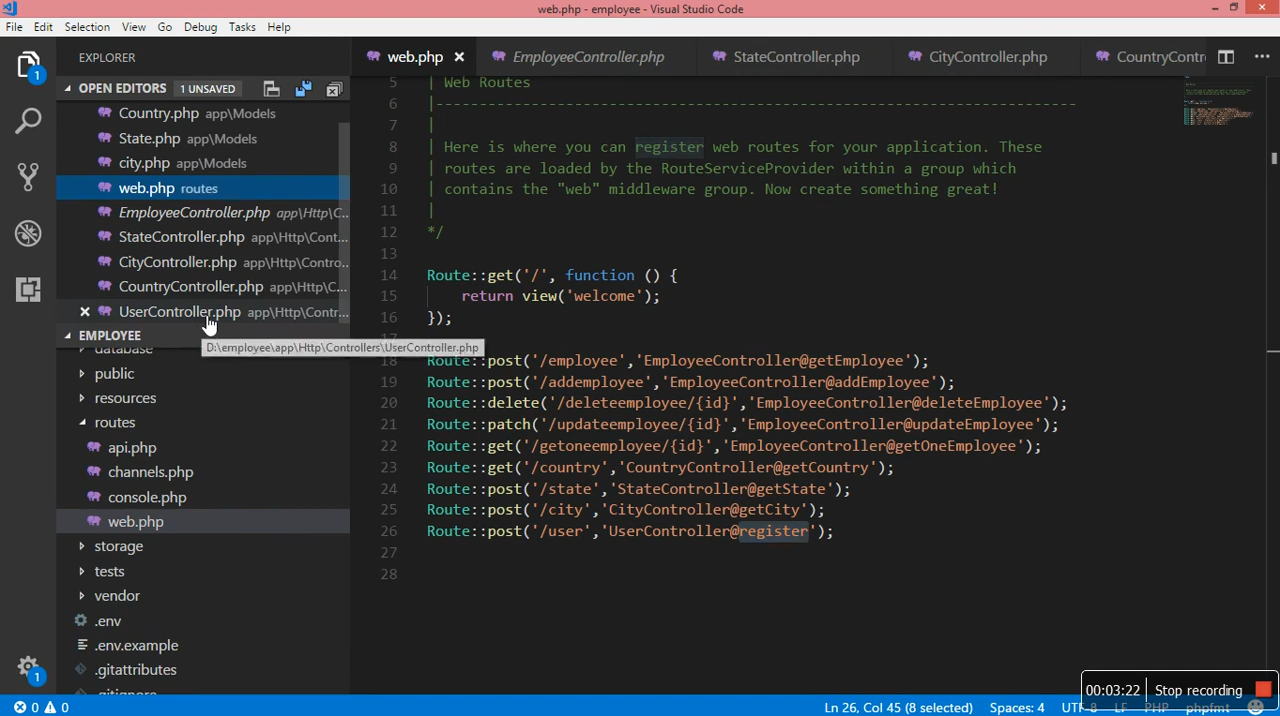 web.php - employee - Visual Studio Code
File Edit Selection View Go Debug Tasks Help
EXPLORER
web.php
EmployeeController.php
StateController.php
CityController.php
CountryContr
OPEN EDITORS 1 UNSAVED
Country.php app\Models
State.php app\Models
city.php app\Models
web.php routes
EmployeeController.php app\Http\C...
StateController.php app\Http\Cont...
CityController.php app\Http\Contro...
CountryController.php app\Http\C...
UserController.php app\Http\Contr...
EMPLOYEE
D:\employee\app\Http\Controllers\UserController.php
database
public
resources
routes
api.php
channels.php
console.php
web.php
storage
tests
vendor
.env
.env.example
.gitattributes
.gitignore
5 | Web Routes
6 |--------------------------------------------------------------------------
7 |
8 | Here is where you can register web routes for your application. These
9 | routes are loaded by the RouteServiceProvider within a group which
10 | contains the "web" middleware group. Now create something great!
11 |
12 */
13
14 Route::get('/', function () {
15 return view('welcome');
16 });
18 Route::post('/employee','EmployeeController@getEmployee');
19 Route::post('/addemployee','EmployeeController@addEmployee');
20 Route::delete('/deleteemployee/{id}','EmployeeController@deleteEmployee');
21 Route::patch('/updateemployee/{id}','EmployeeController@updateEmployee');
22 Route::get('/getoneemployee/{id}','EmployeeController@getOneEmployee');
23 Route::get('/country','CountryController@getCountry');
24 Route::post('/state','StateController@getState');
25 Route::post('/city','CityController@getCity');
26 Route::post('/user','UserController@register');
27
28
1
1
00:03:22 Stop recording
0 0
Ln 26, Col 45 (8 selected) Spaces: 4 UTF-8 LF PHP phpfmt